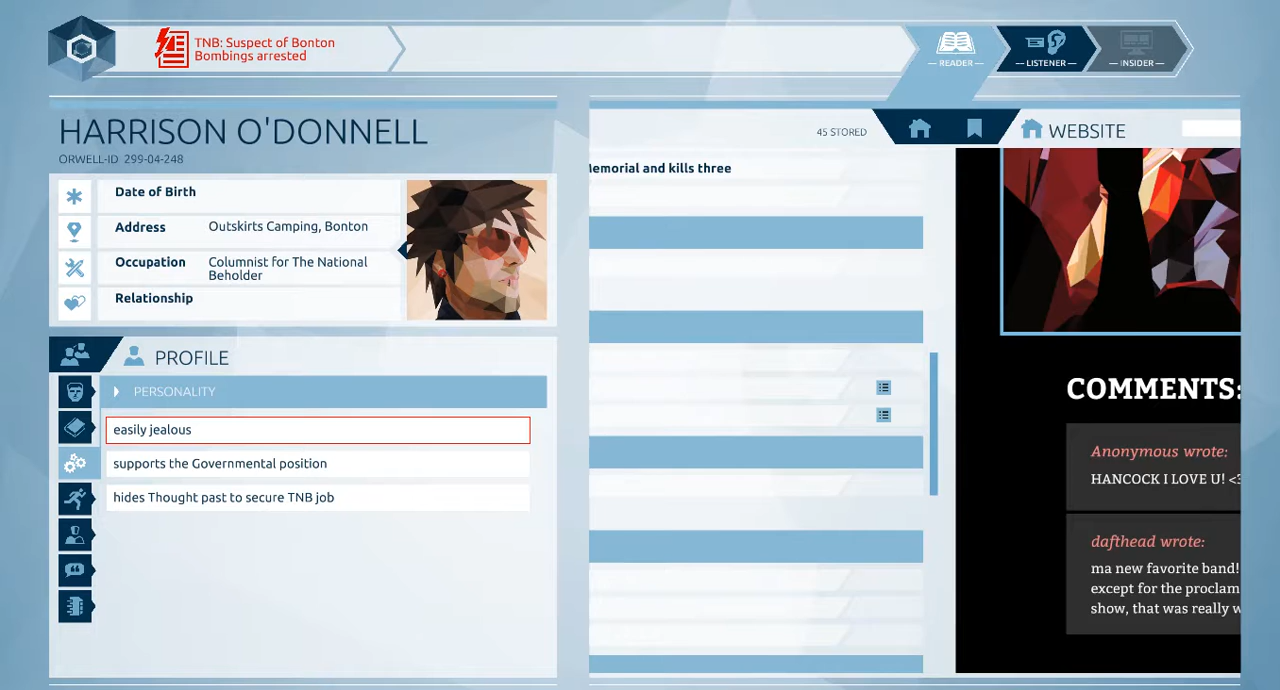 TNB: Suspect of Bonton
Bombings arrested
— READER —
— LISTENER —
— INSIDER —
HARRISON O'DONNELL
ORWELL-ID 299-04-248
Date of Birth
Address Outskirts Camping, Bonton
Occupation Columnist for The National
Beholder
Relationship
PROFILE
PERSONALITY
easily jealous
supports the Governmental position
hides Thought past to secure TNB job
45 STORED
WEBSITE
Memorial and kills three
COMMENTS:
Anonymous wrote:
HANCOCK I LOVE U! <3
dafthead wrote:
ma new favorite band!
except for the proclam
show, that was really w